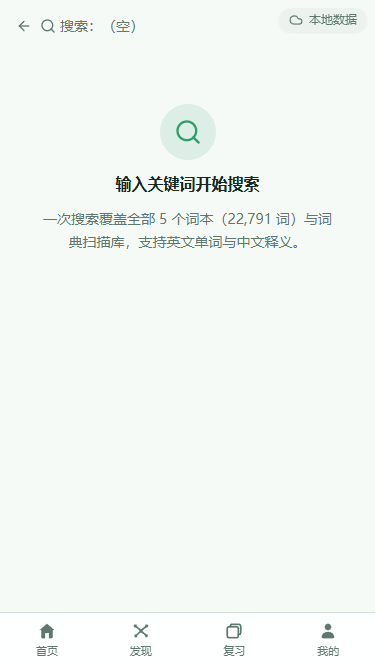 搜索：（空）
本地数据
输入关键词开始搜索
一次搜索覆盖全部 5 个词本（22,791 词）与词
典扫描库，支持英文单词与中文释义。
首页
发现
复习
我的